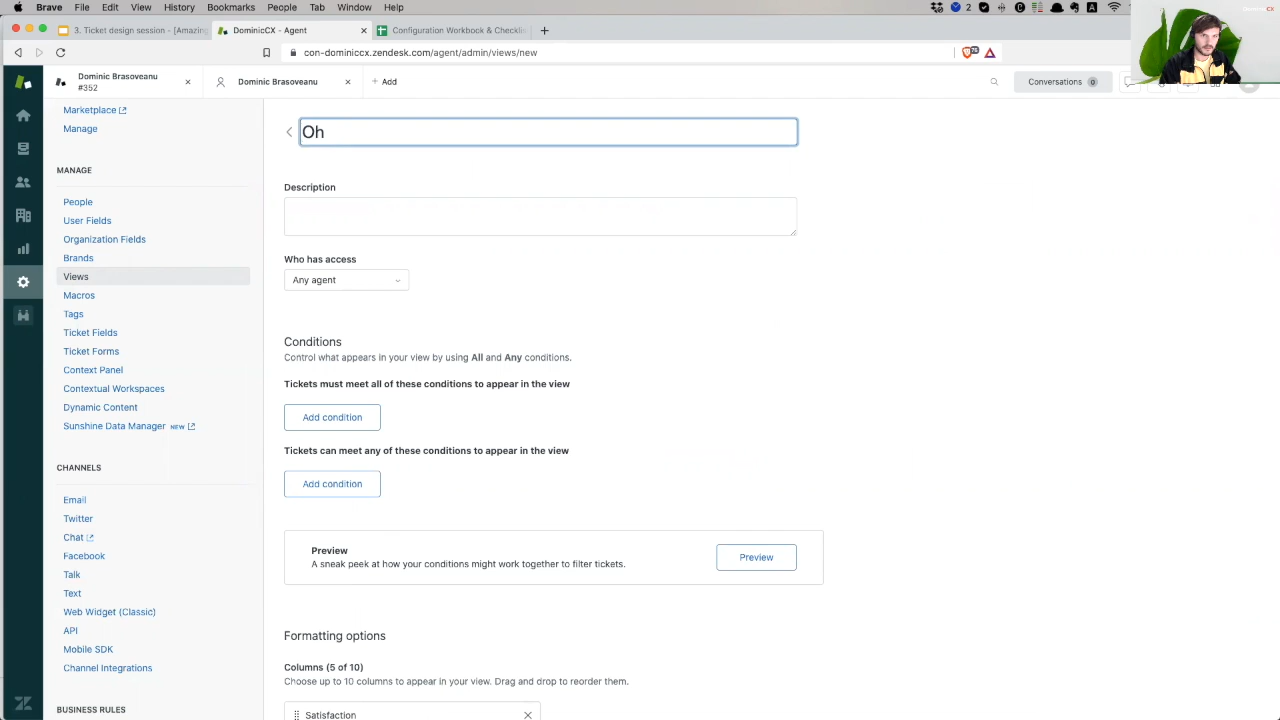 Brave File Edit View History Bookmarks People Tab Window Help
2
DominicCX
3. Ticket design session - [Amazing
DominicCX - Agent
Configuration Workbook & Checklis
con-dominiccx.zendesk.com/agent/admin/views/new
Dominic Brasoveanu
#352
Dominic Brasoveanu
+ Add
Conversations 0
Marketplace
Manage
MANAGE
People
User Fields
Organization Fields
Brands
Views
Macros
Tags
Ticket Fields
Ticket Forms
Context Panel
Contextual Workspaces
Dynamic Content
Sunshine Data Manager NEW
CHANNELS
Email
Twitter
Chat
Facebook
Talk
Text
Web Widget (Classic)
API
Mobile SDK
Channel Integrations
BUSINESS RULES
Oh
Description
Who has access
Any agent
Conditions
Control what appears in your view by using All and Any conditions.
Tickets must meet all of these conditions to appear in the view
Add condition
Tickets can meet any of these conditions to appear in the view
Add condition
Preview
A sneak peek at how your conditions might work together to filter tickets.
Preview
Formatting options
Columns (5 of 10)
Choose up to 10 columns to appear in your view. Drag and drop to reorder them.
Satisfaction